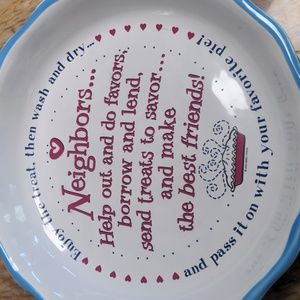 Enjoy the treat, then wash and dry...
Neighbors...
Help out and do favors,
borrow and lend,
send treats to savor...
and make
the best friends!
and pass it on with your favorite pie!